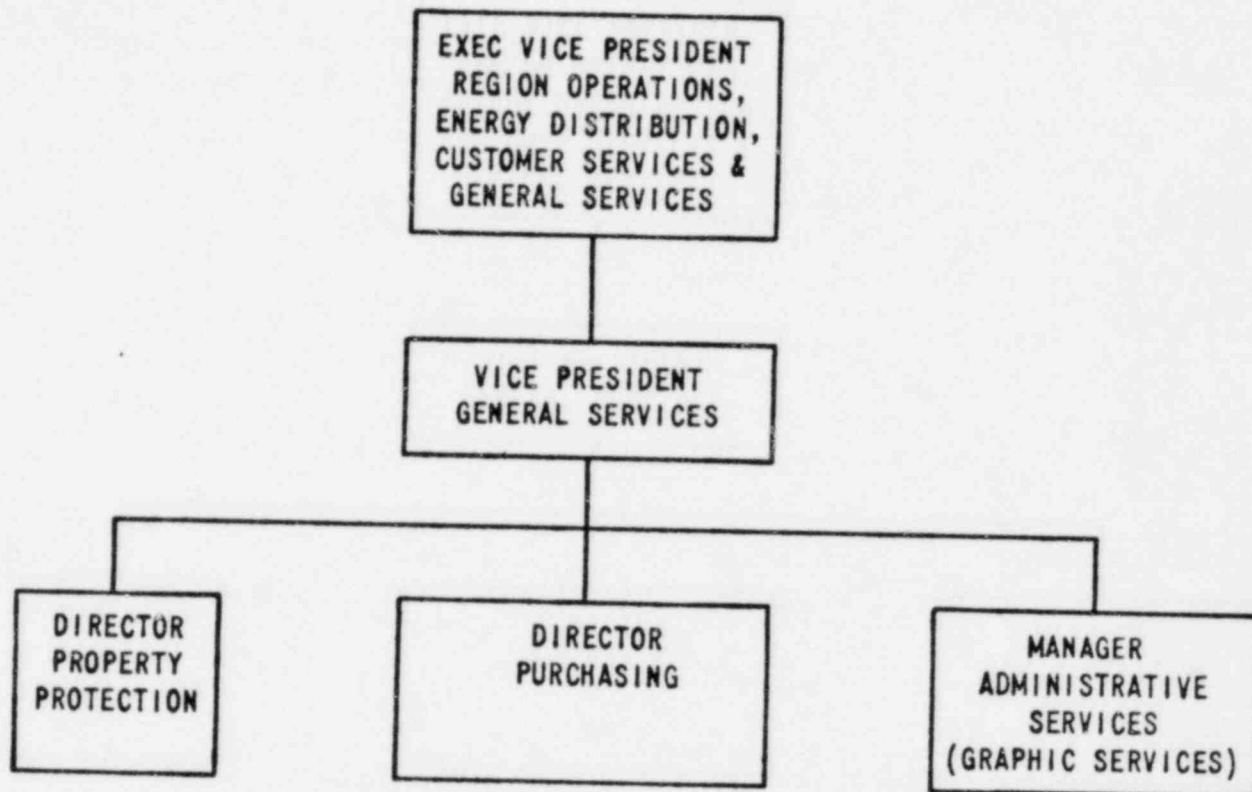 EXEC VICE PRESIDENT
REGION OPERATIONS,
ENERGY DISTRIBUTION,
CUSTOMER SERVICES &
GENERAL SERVICES
VICE PRESIDENT
GENERAL SERVICES
DIRECTOR
PROPERTY
PROTECTION
DIRECTOR
PURCHASING
MANAGER
ADMINISTRATIVE
SERVICES
(GRAPHIC SERVICES)